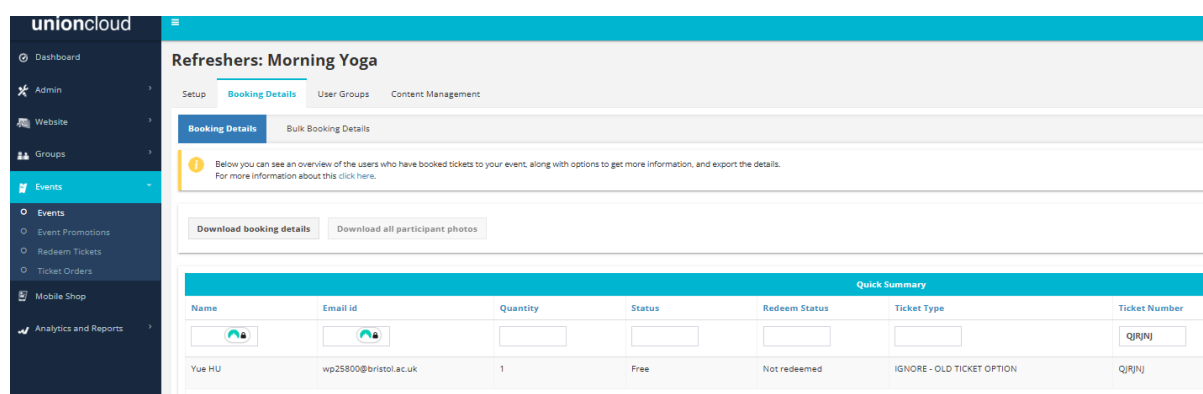 unioncloud
Dashboard
Admin
Website
Groups
Events
Events
Event Promotions
Redeem Tickets
Ticket Orders
Mobile Shop
Analytics and Reports
Refreshers: Morning Yoga
Setup Booking Details User Groups Content Management
Booking Details Bulk Booking Details
Below you can see an overview of the users who have booked tickets to your event, along with options to get more information, and export the details.
For more information about this click here.
Download booking details Download all participant photos
Quick Summary
Name Email id Quantity Status Redeem Status Ticket Type Ticket Number
QJRJNJ
Yue HU wp25800@bristol.ac.uk 1 Free Not redeemed IGNORE - OLD TICKET OPTION QJRJNJ